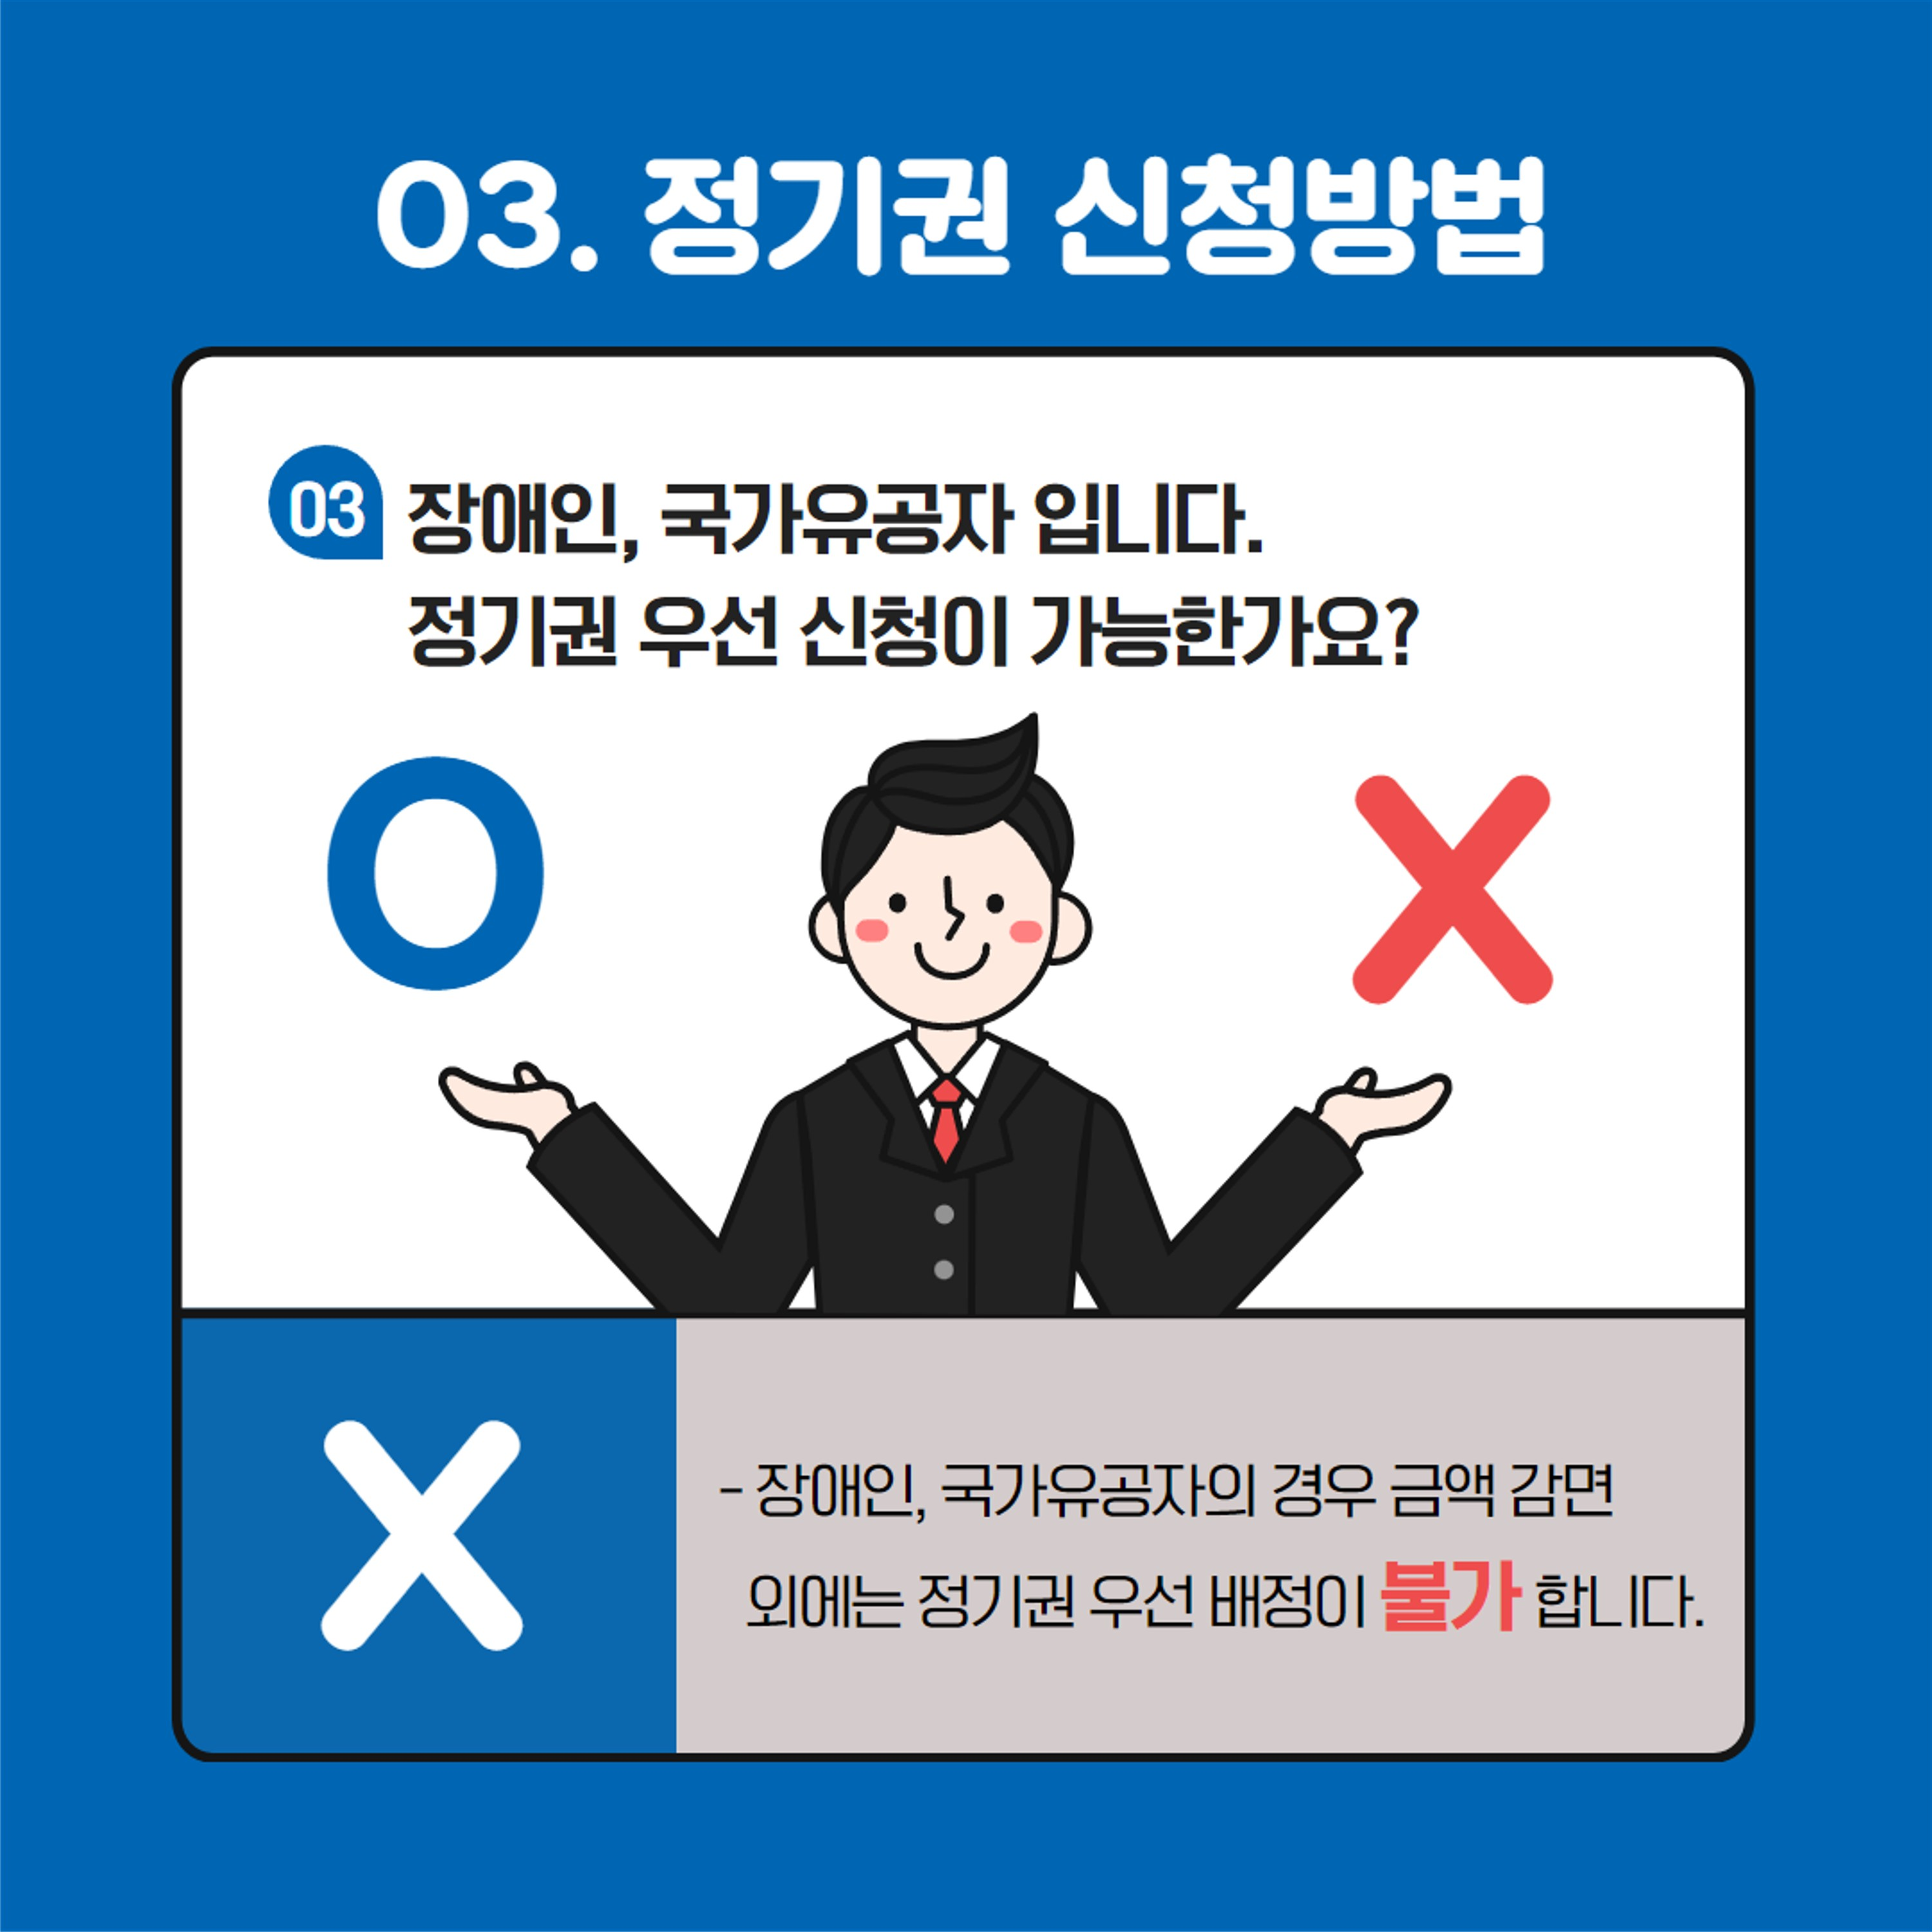 03. 정기권 신청방법
03 장애인, 국가유공자 입니다.
정기권 우선 신청이 가능한가요?
O X
X
- 장애인, 국가유공자의 경우 금액 감면
외에는 정기권 우선 배정이 불가 합니다.